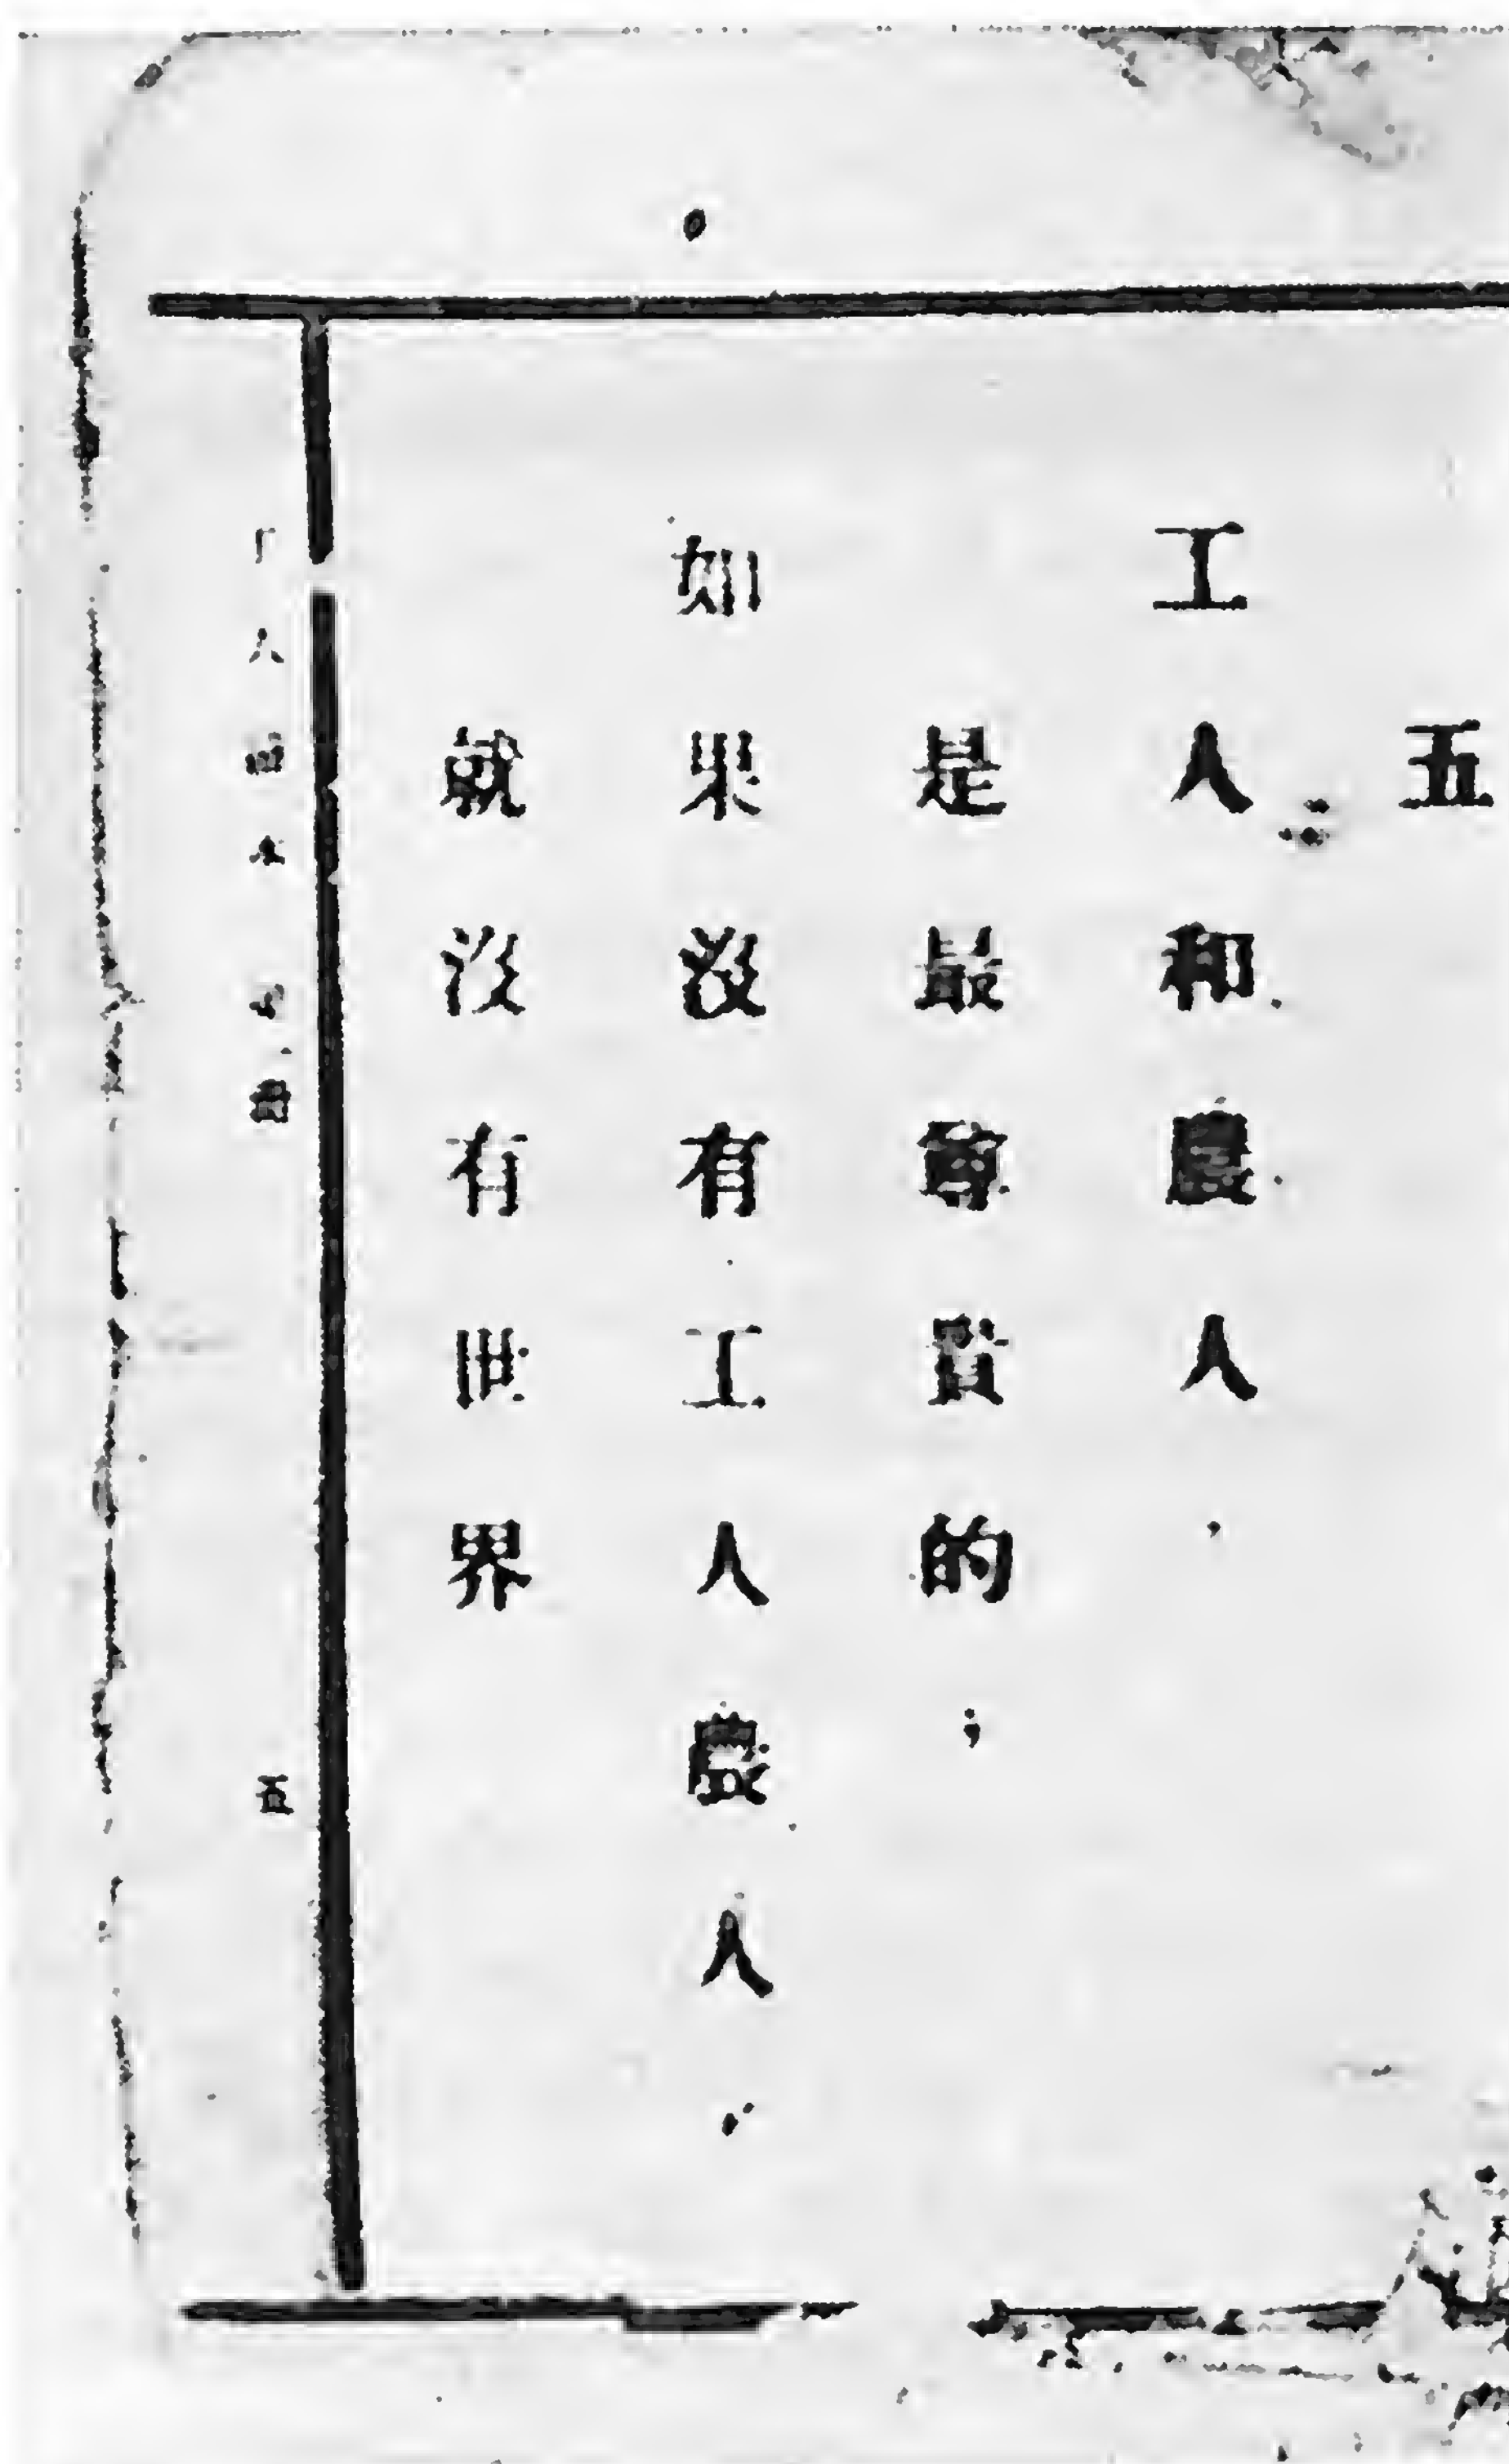 五
工人和農人，
是最尊貴的；
如果沒有工人農人，
就沒有世界
五